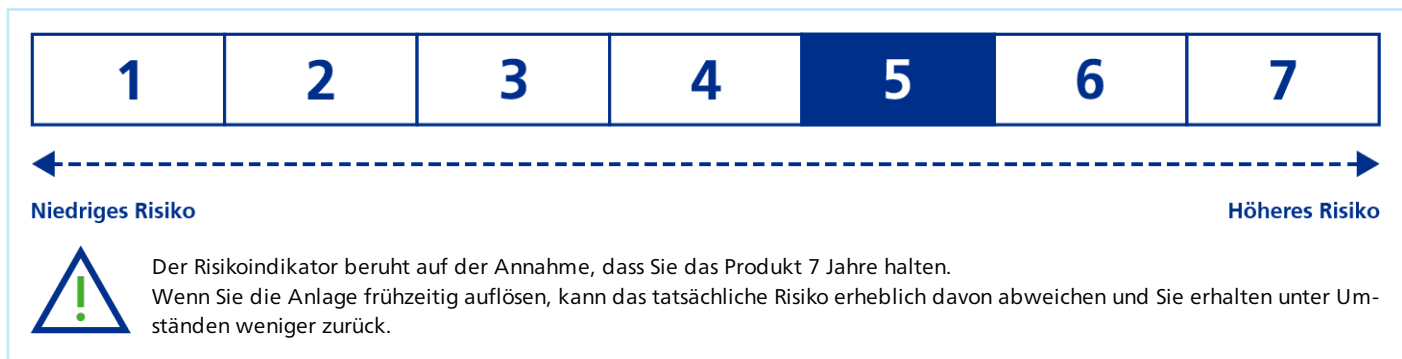 1 2 3 4 5 6 7
Niedriges Risiko Höheres Risiko
Der Risikoindikator beruht auf der Annahme, dass Sie das Produkt 7 Jahre halten.
Wenn Sie die Anlage frühzeitig auflösen, kann das tatsächliche Risiko erheblich davon abweichen und Sie erhalten unter Um-
ständen weniger zurück.